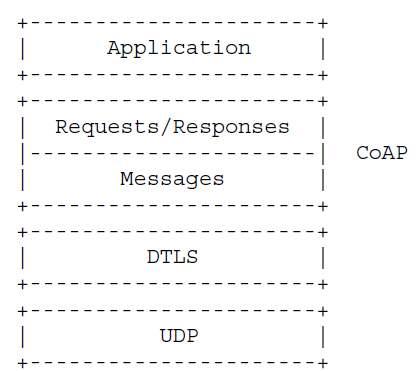 Application
Requests/Responses
CoAP
Messages
DTLS
UDP